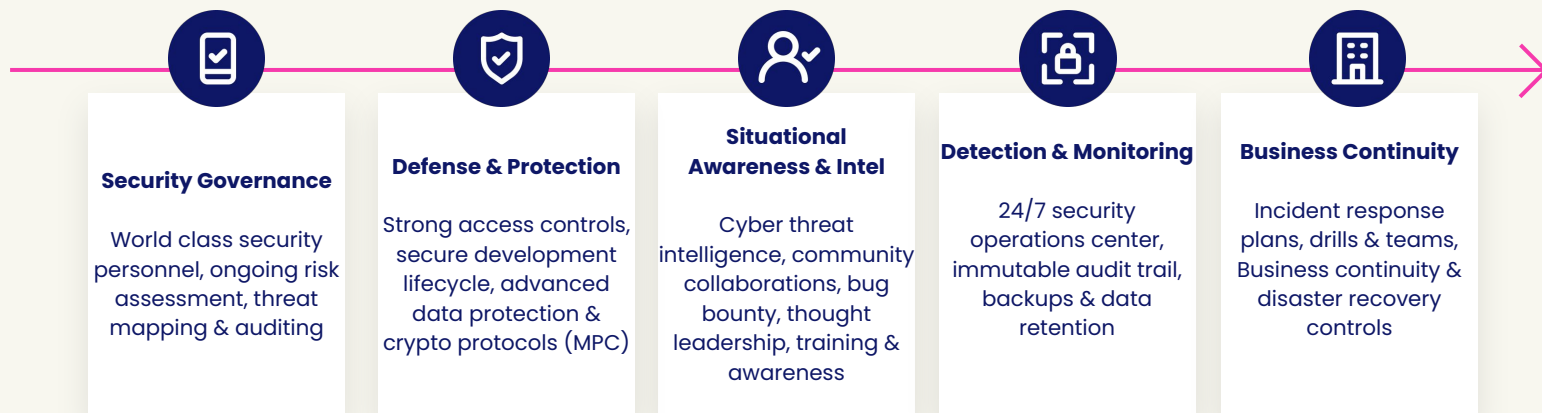 Security Governance
World class security
personnel, ongoing risk
assessment, threat
mapping & auditing
Defense & Protection
Strong access controls,
secure development
lifecycle, advanced
data protection &
crypto protocols (MPC)
Situational
Awareness & Intel
Cyber threat
intelligence, community
collaborations, bug
bounty, thought
leadership, training &
awareness
Detection & Monitoring
24/7 security
operations center,
immutable audit trail,
backups & data
retention
Business Continuity
Incident response
plans, drills & teams,
Business continuity &
disaster recovery
controls